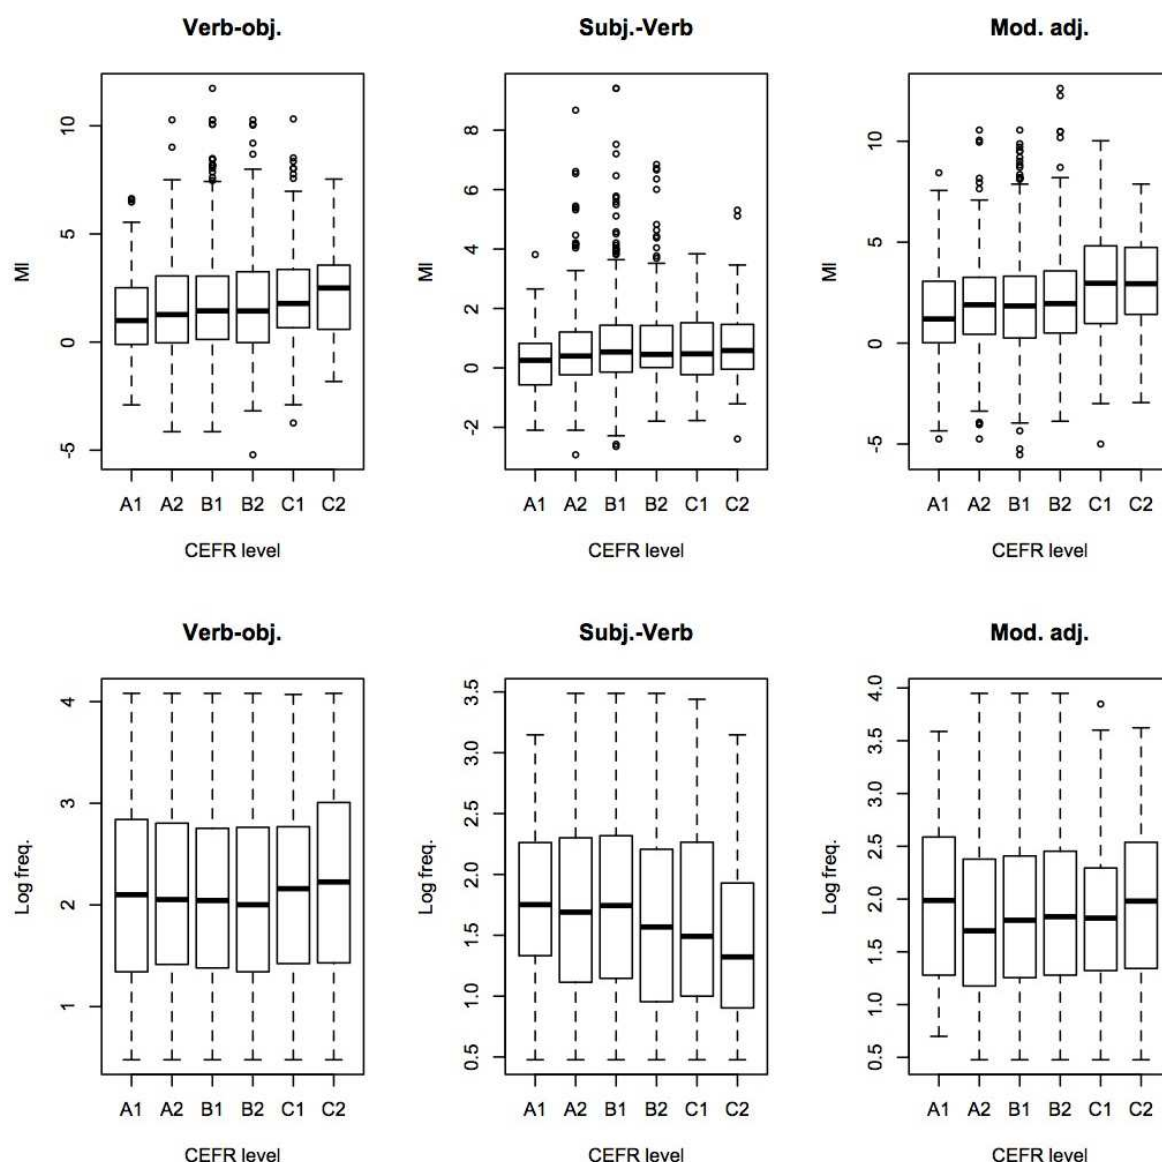 Verb-obj.
Subj.-Verb
Mod. adj.
MI
10
5
0
-5
A1 A2 B1 B2 C1 C2
CEFR level
MI
8
6
4
2
0
-2
A1 A2 B1 B2 C1 C2
CEFR level
MI
10
5
0
-5
A1 A2 B1 B2 C1 C2
CEFR level
Verb-obj.
Subj.-Verb
Mod. adj.
Log freq.
4
3
2
1
A1 A2 B1 B2 C1 C2
CEFR level
Log freq.
3.5
3.0
2.5
2.0
1.5
1.0
0.5
A1 A2 B1 B2 C1 C2
CEFR level
Log freq.
4.0
3.5
3.0
2.5
2.0
1.5
1.0
0.5
A1 A2 B1 B2 C1 C2
CEFR level